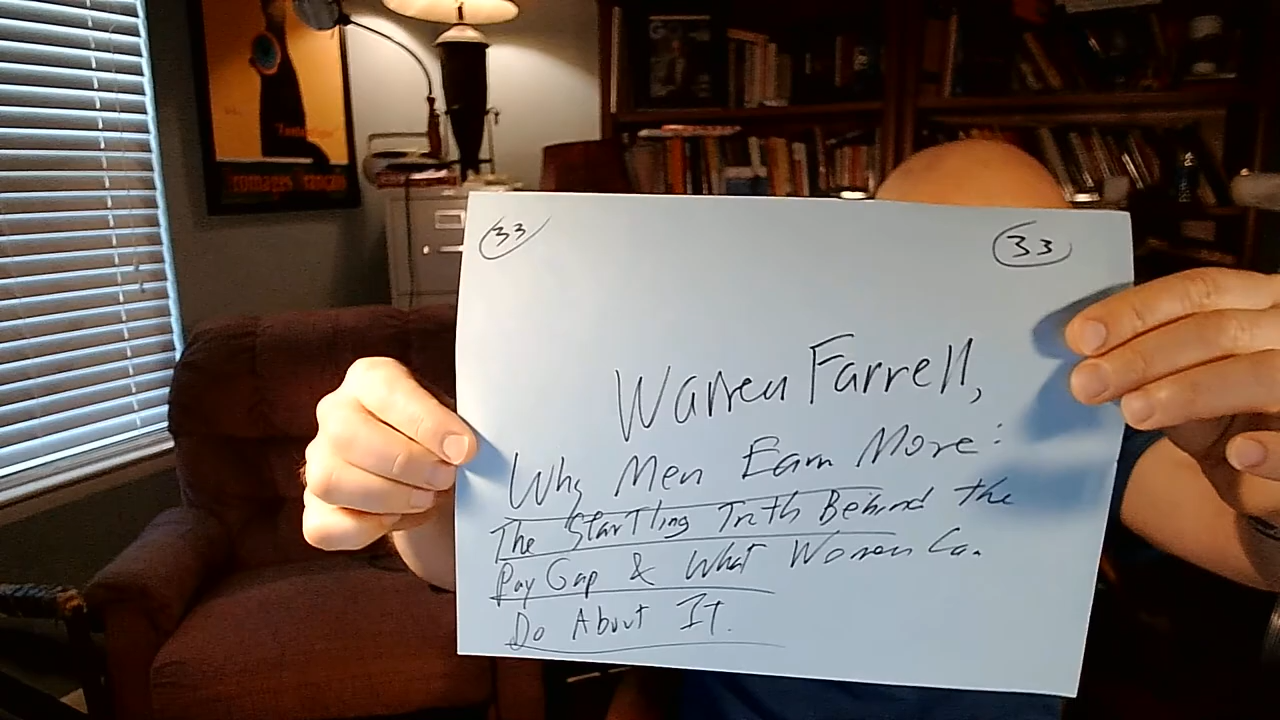 33
33
Warren Farrell,
Why Men Earn More:
The Startling Truth Behind the
Pay Gap & What Women Can
Do About It.